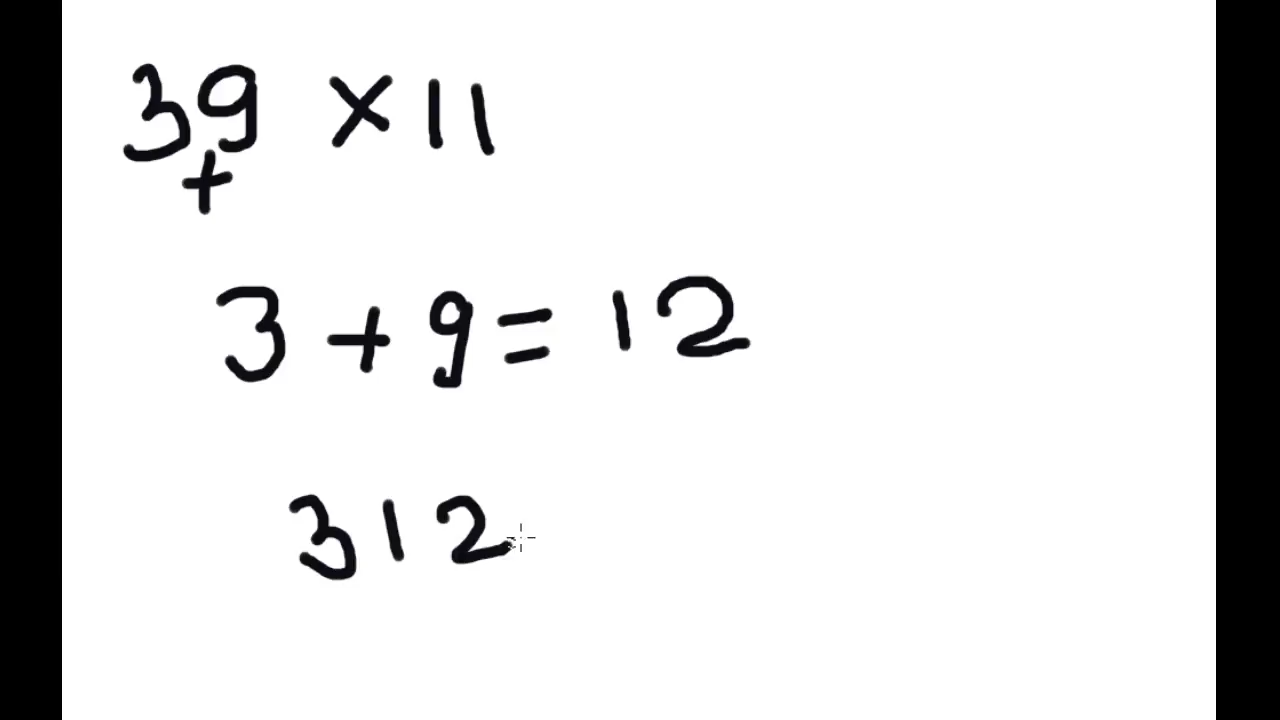 39 × 11
+
3 + 9 = 12
312